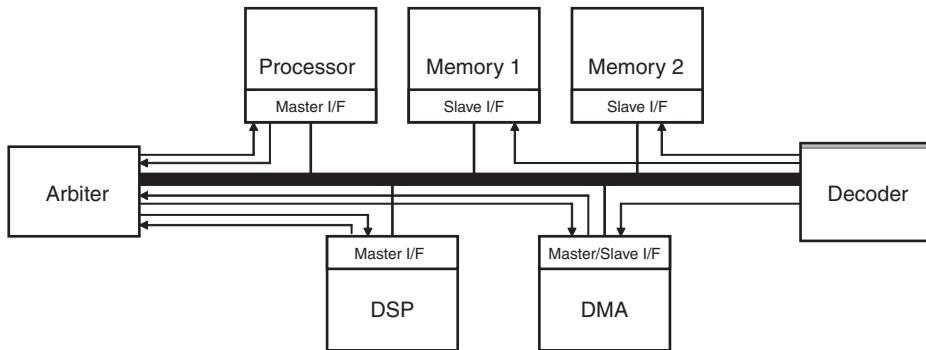 Processor
Master I/F
Memory 1
Slave I/F
Memory 2
Slave I/F
Arbiter
Decoder
Master I/F
DSP
Master/Slave I/F
DMA